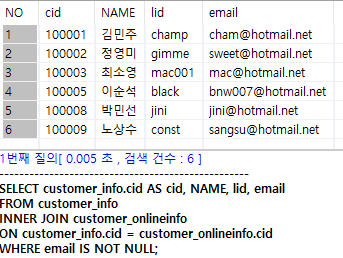 NO cid NAME lid email
1 100001 김민주 champ cham@hotmail.net
2 100002 정영미 gimme sweet@hotmail.net
3 100003 최소영 mac001 mac@hotmail.net
4 100005 이순석 black bnw007@hotmail.net
5 100008 박민선 jini jini@hotmail.net
6 100009 노상수 const sangsu@hotmail.net
1번째 질의[ 0.005 초 , 검색 건수 : 6 ]
------------------------------------------------
SELECT customer_info.cid AS cid, NAME, lid, email
FROM customer_info
INNER JOIN customer_onlineinfo
ON customer_info.cid = customer_onlineinfo.cid
WHERE email IS NOT NULL;